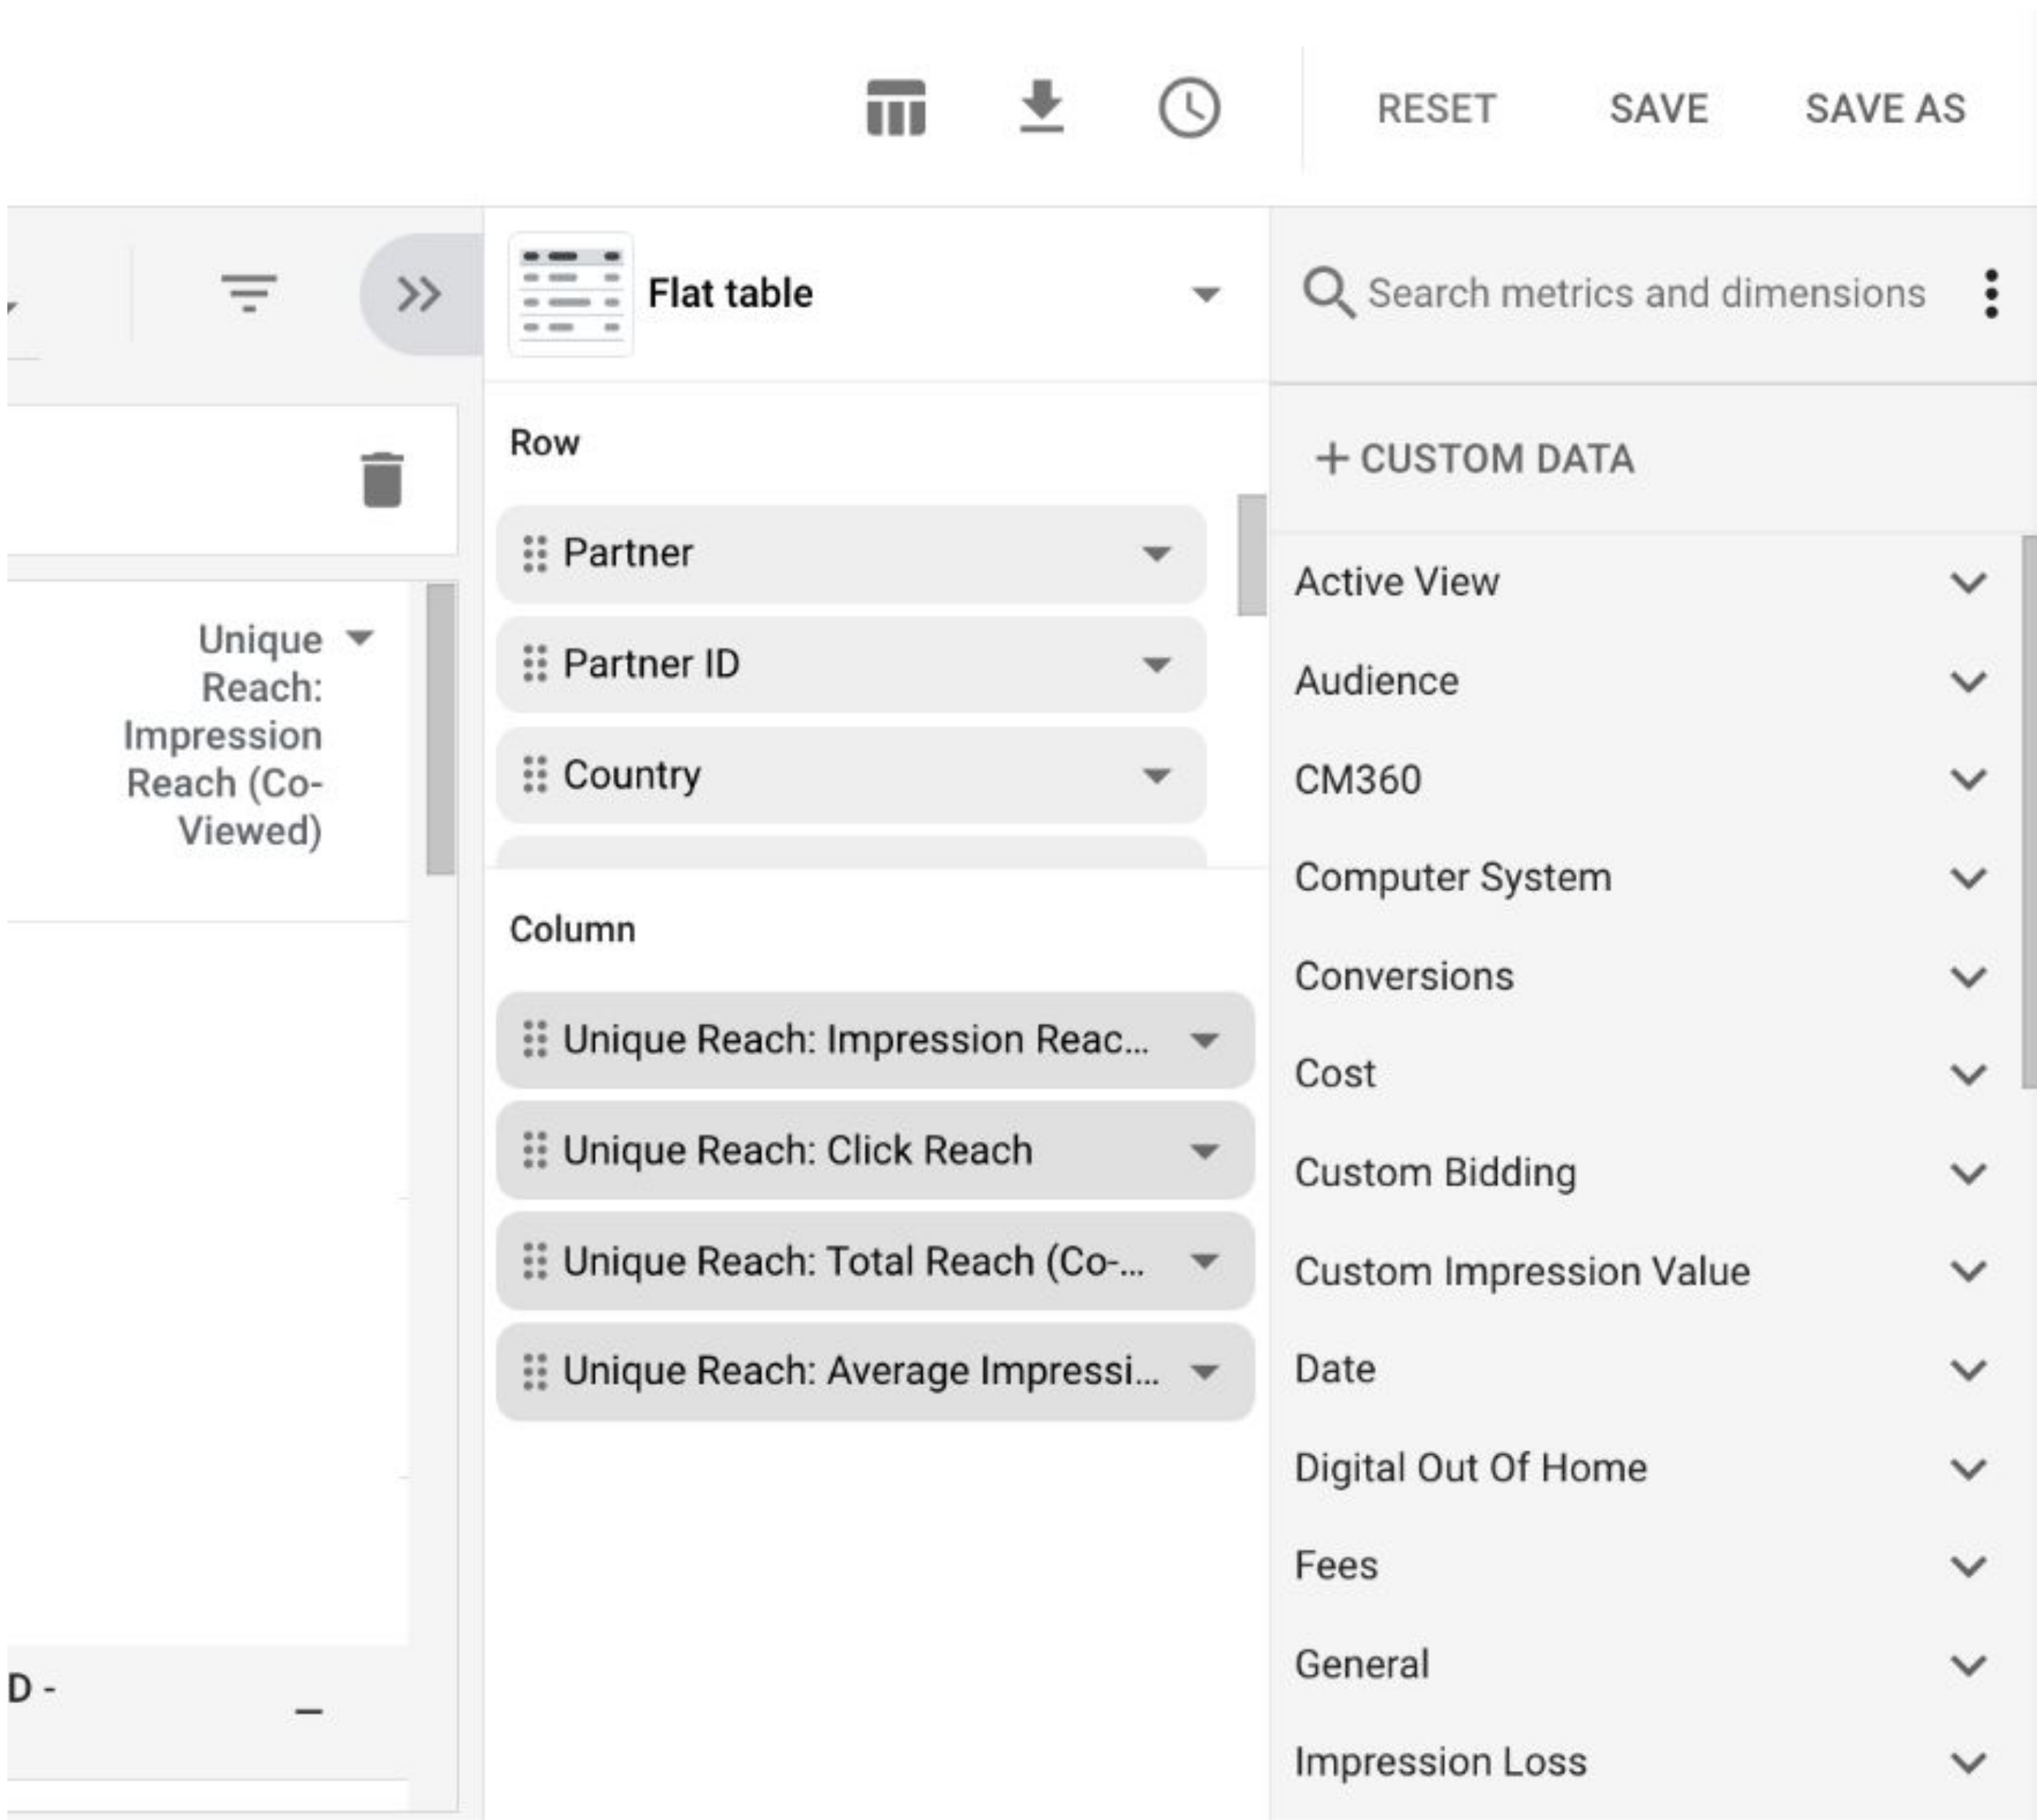 RESET SAVE SAVE AS
Flat table
Search metrics and dimensions
Row
+ CUSTOM DATA
Partner
Partner ID
Country
Unique
Reach:
Impression
Reach (Co-
Viewed)
D -
–
Column
Unique Reach: Impression Reac...
Unique Reach: Click Reach
Unique Reach: Total Reach (Co-...
Unique Reach: Average Impressi...
Active View
Audience
CM360
Computer System
Conversions
Cost
Custom Bidding
Custom Impression Value
Date
Digital Out Of Home
Fees
General
Impression Loss